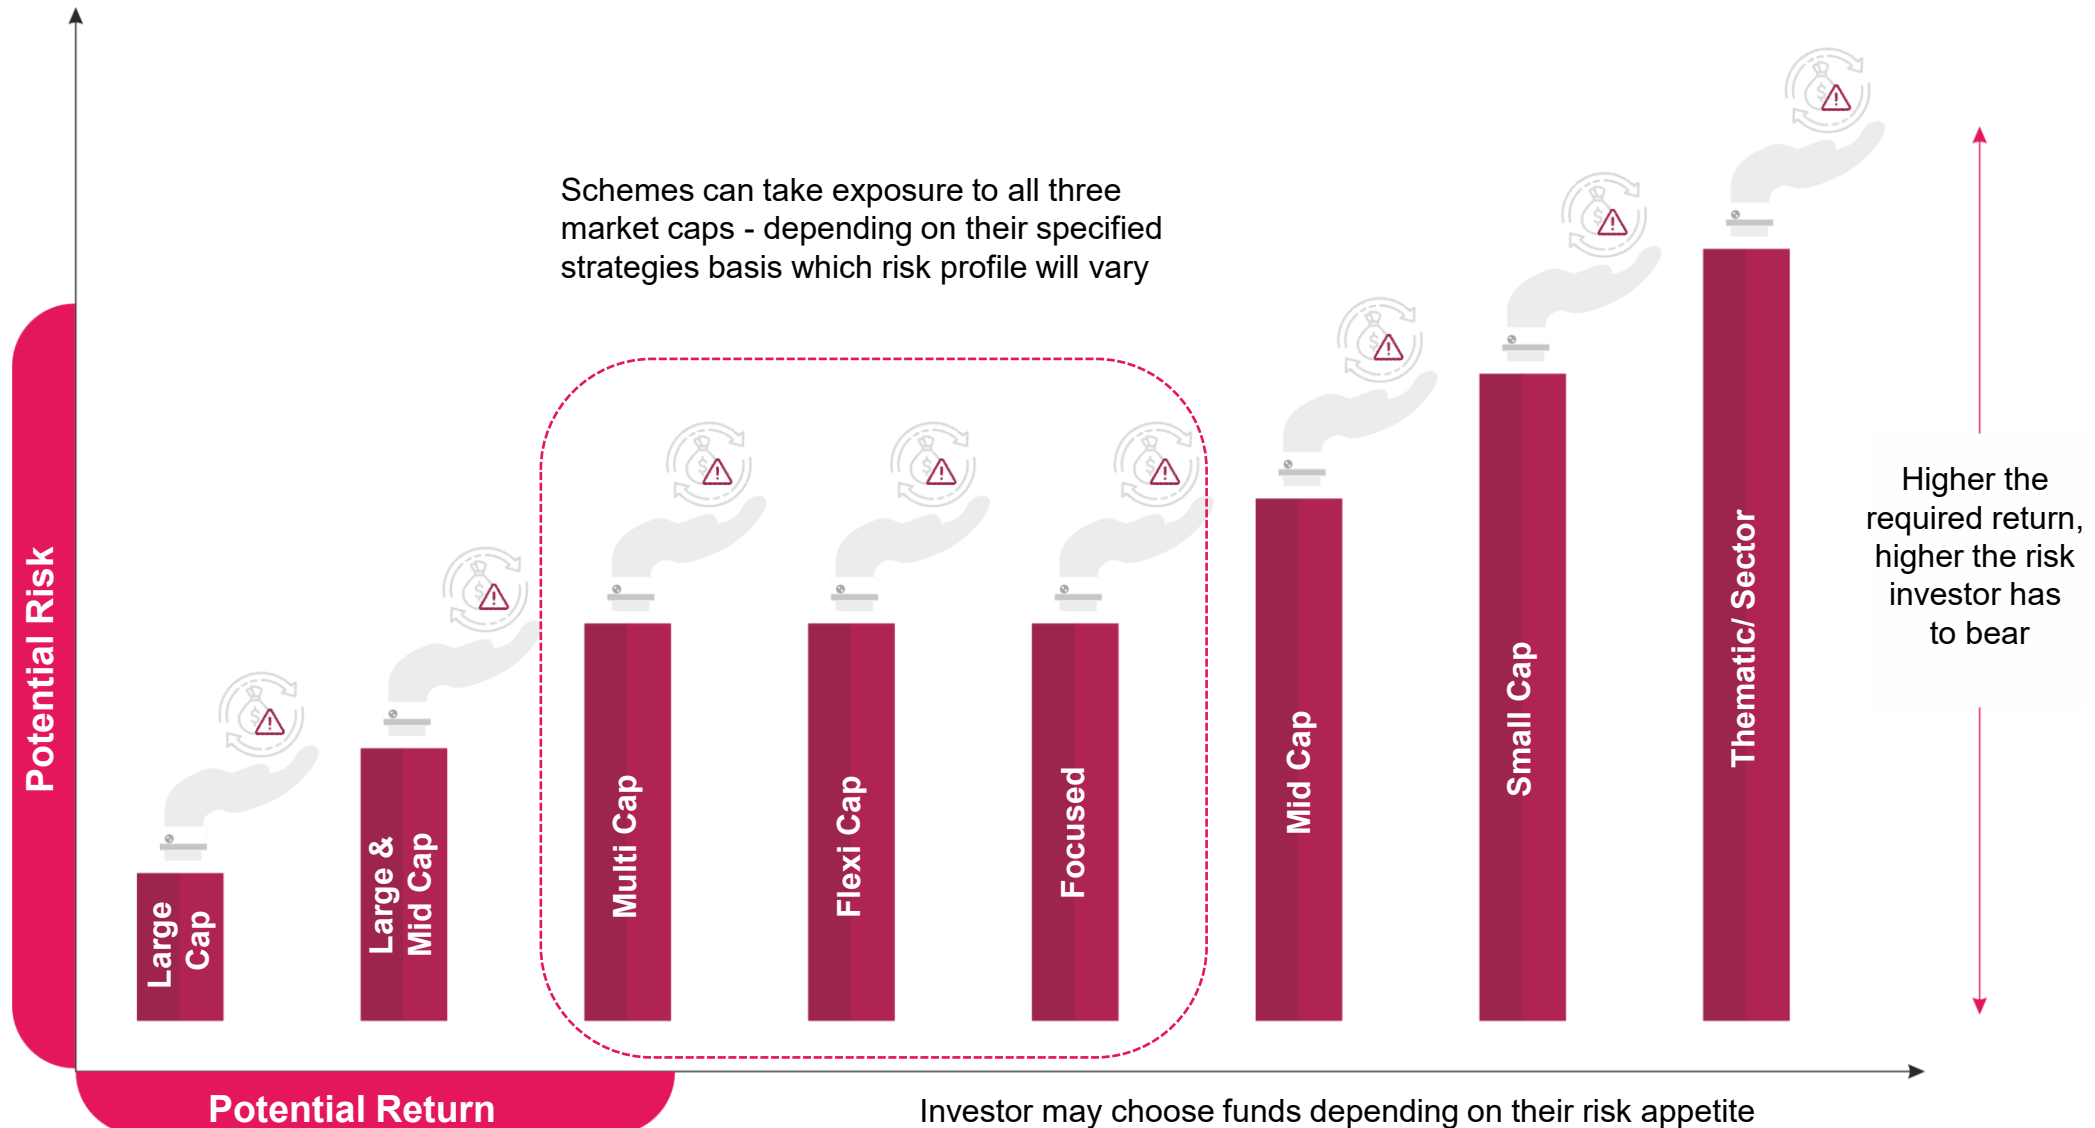 Schemes can take exposure to all three
market caps - depending on their specified
strategies basis which risk profile will vary
Potential Risk
Large
Cap
Large &
Mid Cap
Multi Cap
Flexi Cap
Focused
Mid Cap
Small Cap
Thematic/ Sector
Higher the
required return,
higher the risk
investor has
to bear
Potential Return
Investor may choose funds depending on their risk appetite